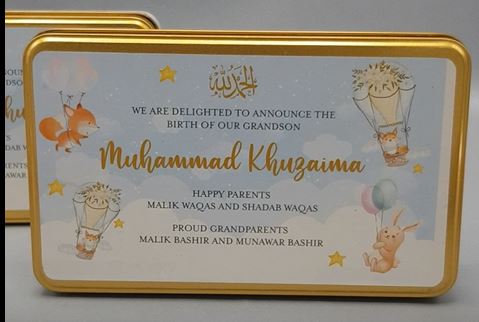 الحمد لله
WE ARE DELIGHTED TO ANNOUNCE THE
BIRTH OF OUR GRANDSON
Muhammad Khuzaima
HAPPY PARENTS
MALIK WAQAS AND SHADAB WAQAS
PROUD GRANDPARENTS
MALIK BASHIR AND MUNAWAR BASHIR